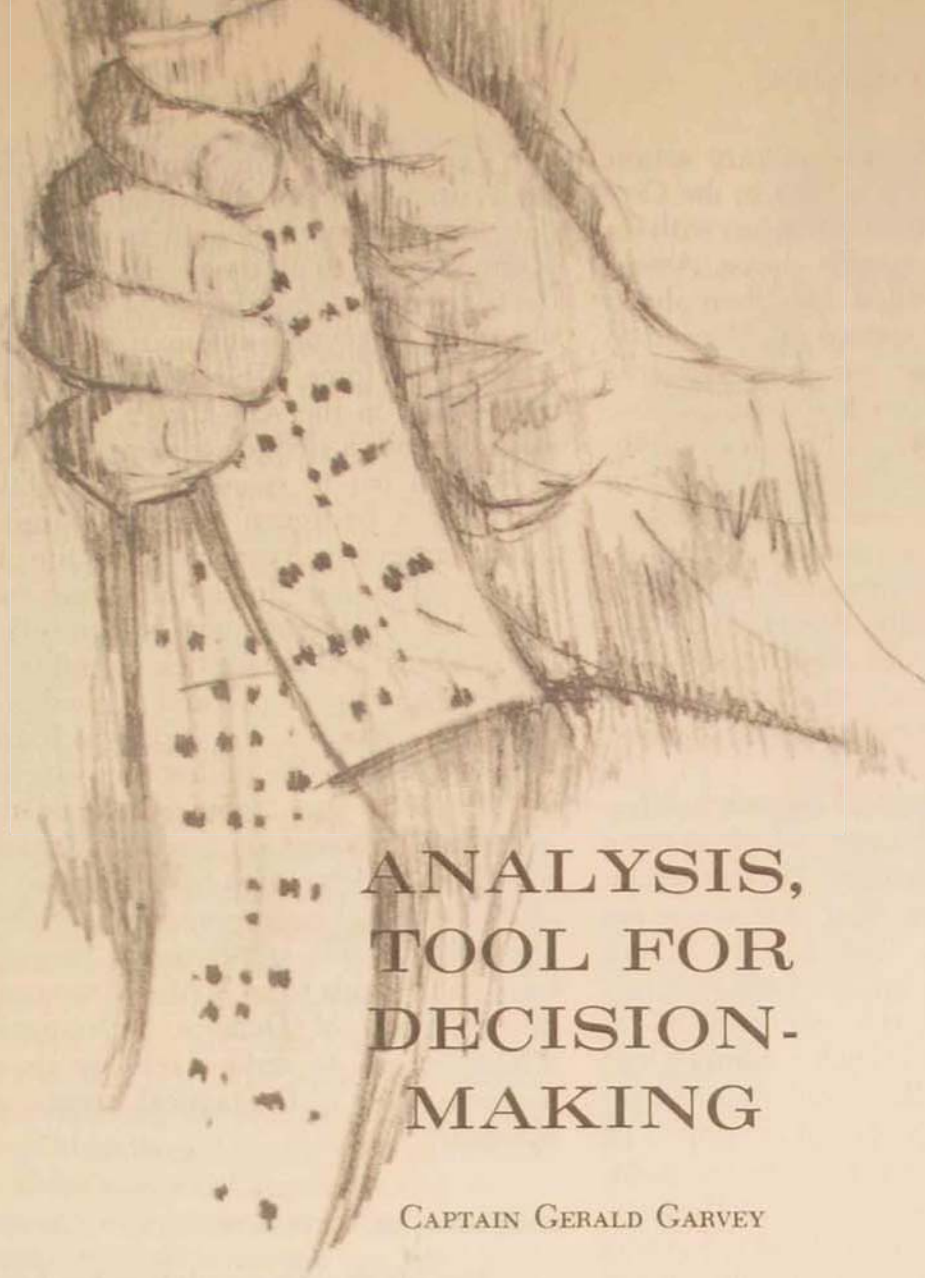 ANALYSIS,
TOOL FOR
DECISION-
MAKING
CAPTAIN GERALD GARVEY